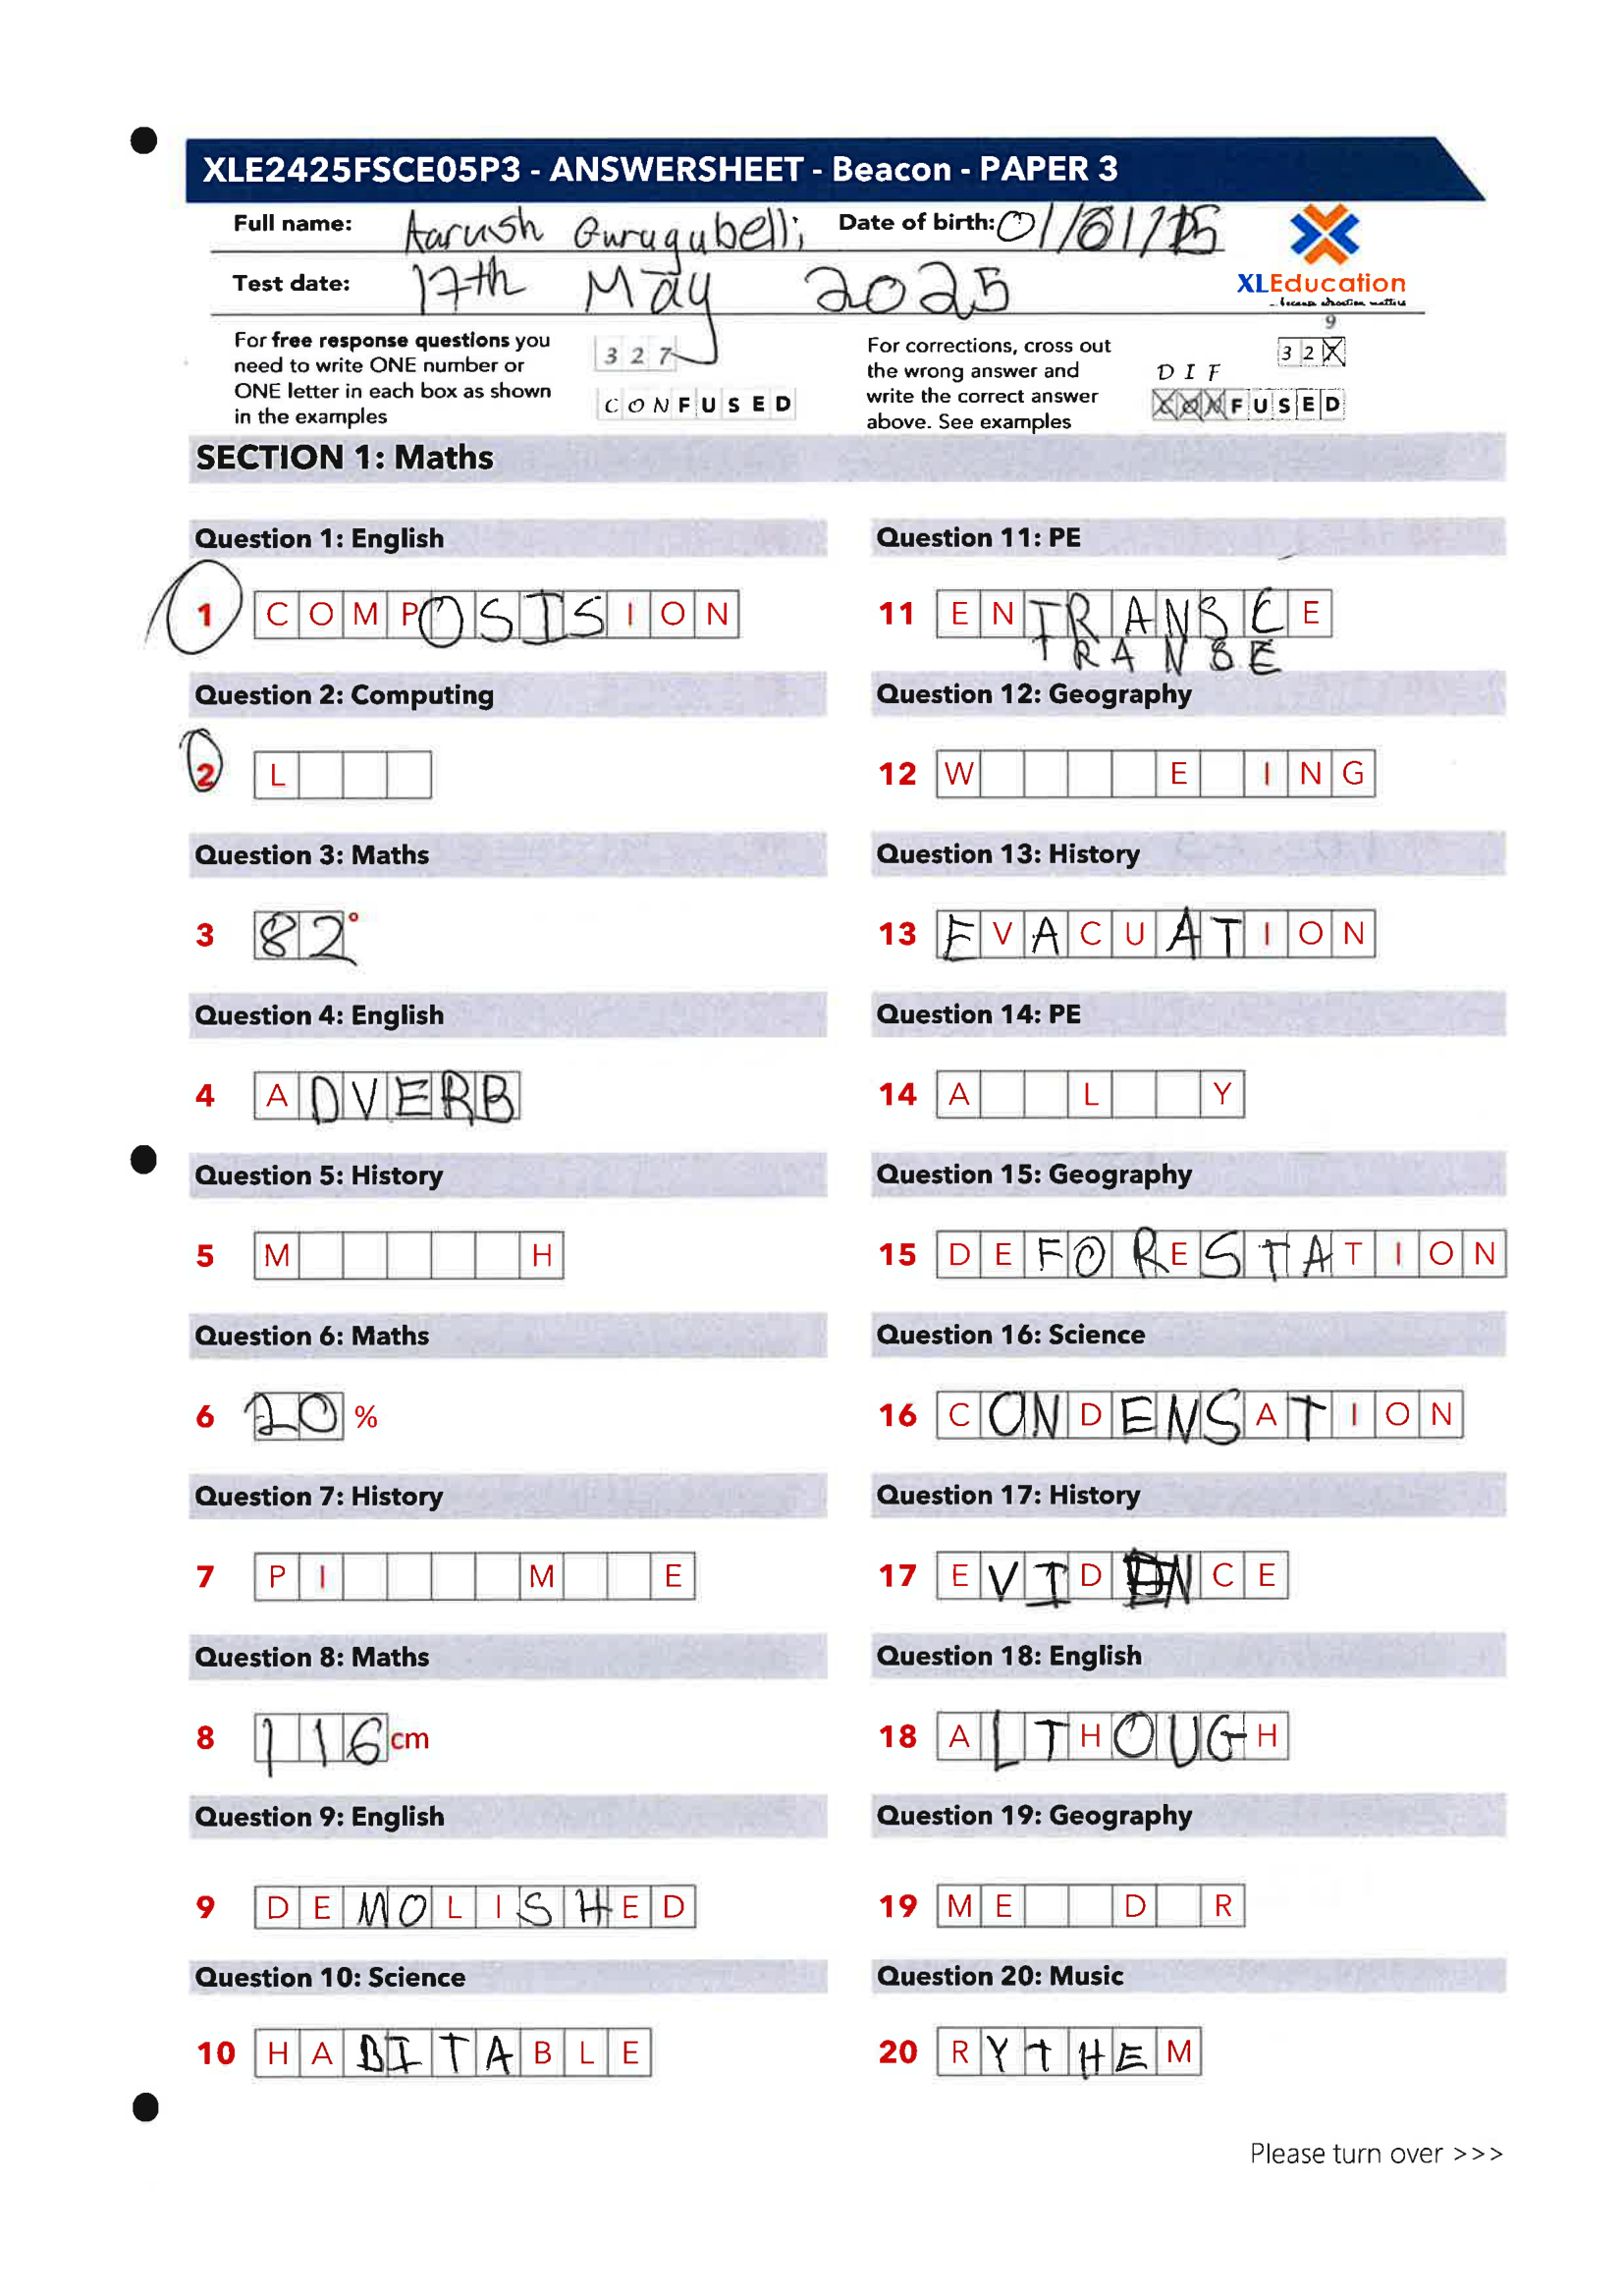 XLE2425FSCE05P3 - ANSWERSHEET - Beacon - PAPER 3
Full name: Aarush Gurugubelli Date of birth: 01/01/15
Test date: 17th May 2025
XLEducation
...because education matters
For free response questions you
need to write ONE number or
ONE letter in each box as shown
in the examples
3 2 7
C O N F U S E D
For corrections, cross out
the wrong answer and
write the correct answer
above. See examples
9
3 2 X
D I F
C O N F U S E D
SECTION 1: Maths
Question 1: English
1 C O M P O S I S I O N
Question 2: Computing
2 L
Question 3: Maths
3 8 2 °
Question 4: English
4 A D V E R B
Question 5: History
5 M H
Question 6: Maths
6 2 0 %
Question 7: History
7 P I M E
Question 8: Maths
8 1 1 6 cm
Question 9: English
9 D E M O L I S H E D
Question 10: Science
10 H A B I T A B L E
Question 11: PE
11 E N T R A N S E E
T R A N S E
Question 12: Geography
12 W E I N G
Question 13: History
13 E V A C U A T I O N
Question 14: PE
14 A L Y
Question 15: Geography
15 D E F O R E S T A T I O N
Question 16: Science
16 C O N D E N S A T I O N
Question 17: History
17 E V I D E N C E
Question 18: English
18 A L T H O U G H
Question 19: Geography
19 M E D R
Question 20: Music
20 R Y T H E M
Please turn over >>>